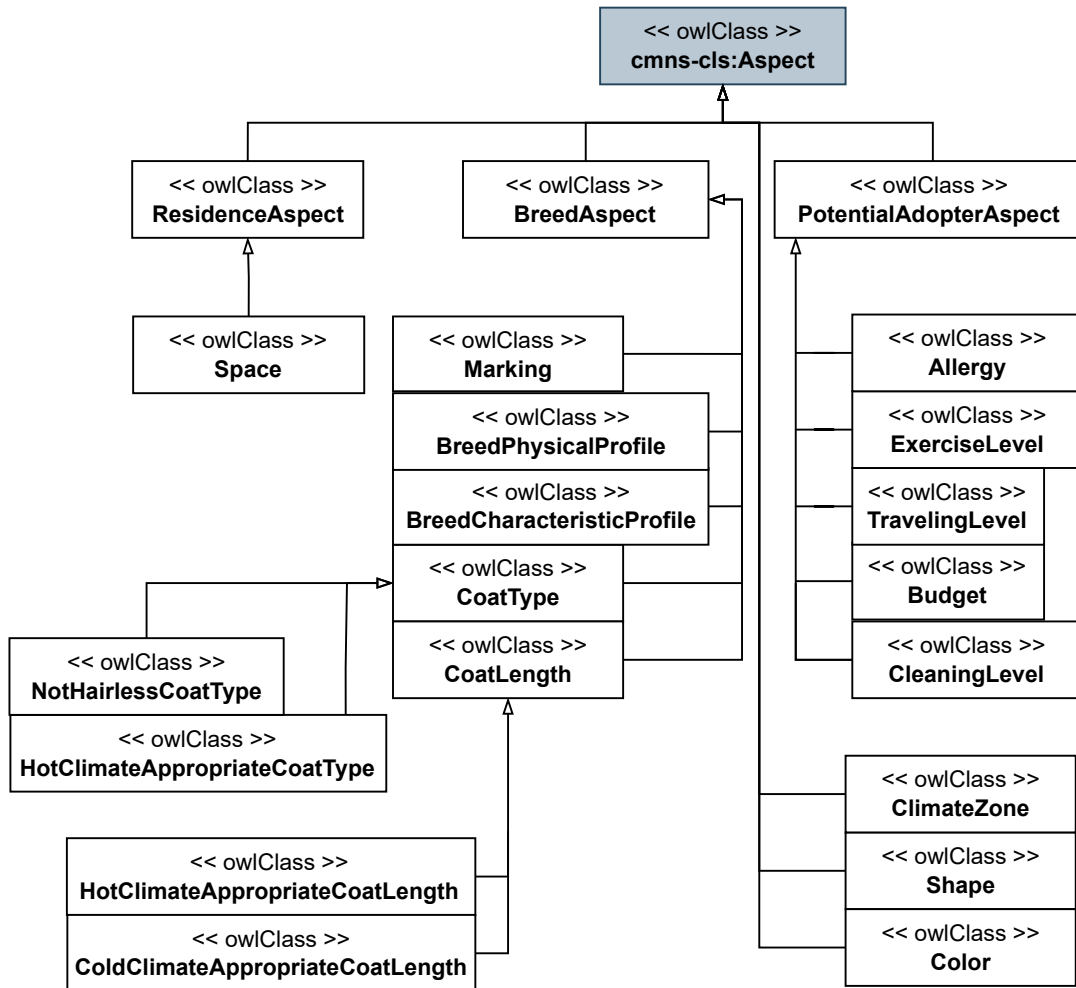 << owlClass >>
cmns-cls:Aspect
<< owlClass >>
ResidenceAspect
<< owlClass >>
BreedAspect
<< owlClass >>
PotentialAdopterAspect
<< owlClass >>
Space
<< owlClass >>
Marking
<< owlClass >>
BreedPhysicalProfile
<< owlClass >>
BreedCharacteristicProfile
<< owlClass >>
CoatType
<< owlClass >>
CoatLength
<< owlClass >>
Allergy
<< owlClass >>
ExerciseLevel
<< owlClass >>
TravelingLevel
<< owlClass >>
Budget
<< owlClass >>
CleaningLevel
<< owlClass >>
NotHairlessCoatType
<< owlClass >>
HotClimateAppropriateCoatType
<< owlClass >>
HotClimateAppropriateCoatLength
<< owlClass >>
ColdClimateAppropriateCoatLength
<< owlClass >>
ClimateZone
<< owlClass >>
Shape
<< owlClass >>
Color